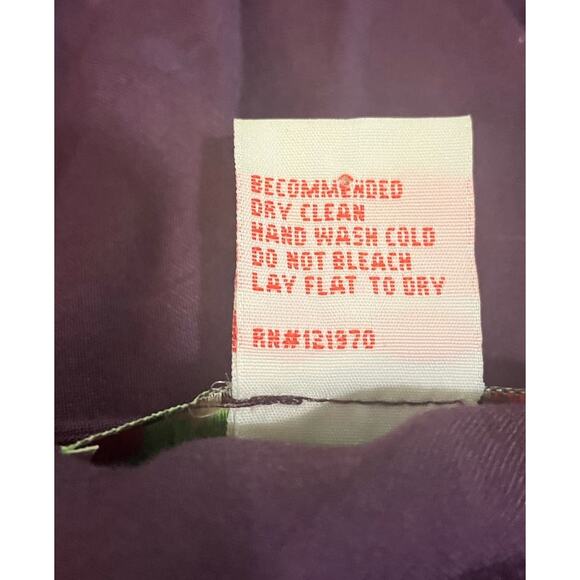 RECOMMENDED
DRY CLEAN
HAND WASH COLD
DO NOT BLEACH
LAY FLAT TO DRY
RN#121970